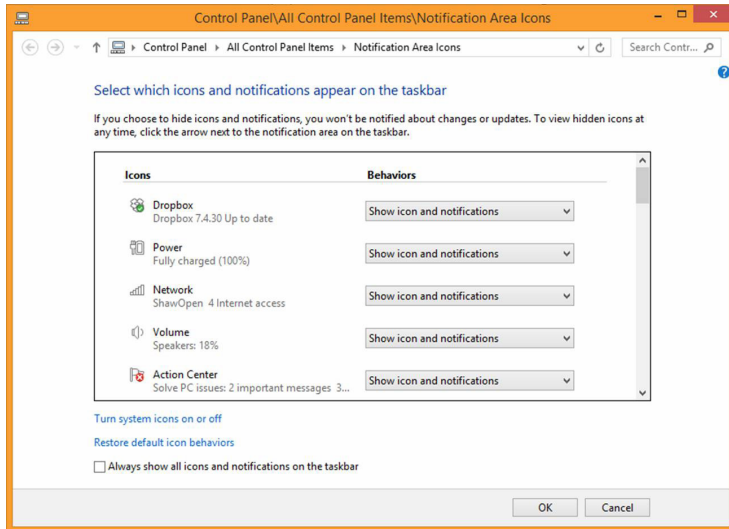 Control Panel\All Control Panel Items\Notification Area Icons
Control Panel All Control Panel Items Notification Area Icons
Search Contr...
Select which icons and notifications appear on the taskbar
If you choose to hide icons and notifications, you won't be notified about changes or updates. To view hidden icons at
any time, click the arrow next to the notification area on the taskbar.
Icons Behaviors
Dropbox
Dropbox 7.4.30 Up to date
Show icon and notifications
Power
Fully charged (100%)
Show icon and notifications
Network
ShawOpen 4 Internet access
Show icon and notifications
Volume
Speakers: 18%
Show icon and notifications
Action Center
Solve PC issues: 2 important messages 3...
Show icon and notifications
Turn system icons on or off
Restore default icon behaviors
Always show all icons and notifications on the taskbar
OK Cancel